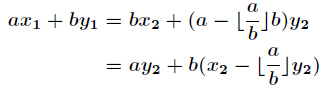 ax₁ + by₁ = bx₂ + (a − ⌊a/b⌋b)y₂
= ay₂ + b(x₂ − ⌊a/b⌋y₂)